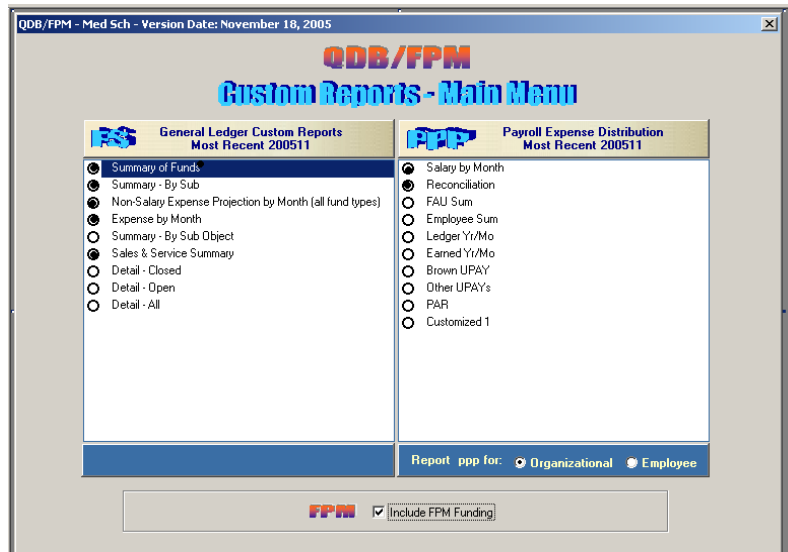 QDB/FPM - Med Sch - Version Date: November 18, 2005
QDB/FPM
Custom Reports - Main Menu
FS
General Ledger Custom Reports
Most Recent 200511
Summary of Funds
Summary - By Sub
Non-Salary Expense Projection by Month (all fund types)
Expense by Month
Summary - By Sub Object
Sales & Service Summary
Detail - Closed
Detail - Open
Detail - All
PPP
Payroll Expense Distribution
Most Recent 200511
Salary by Month
Reconciliation
FAU Sum
Employee Sum
Ledger Yr/Mo
Earned Yr/Mo
Brown UPAY
Other UPAY's
PAR
Customized 1
Report ppp for: Organizational Employee
FPM Include FPM Funding